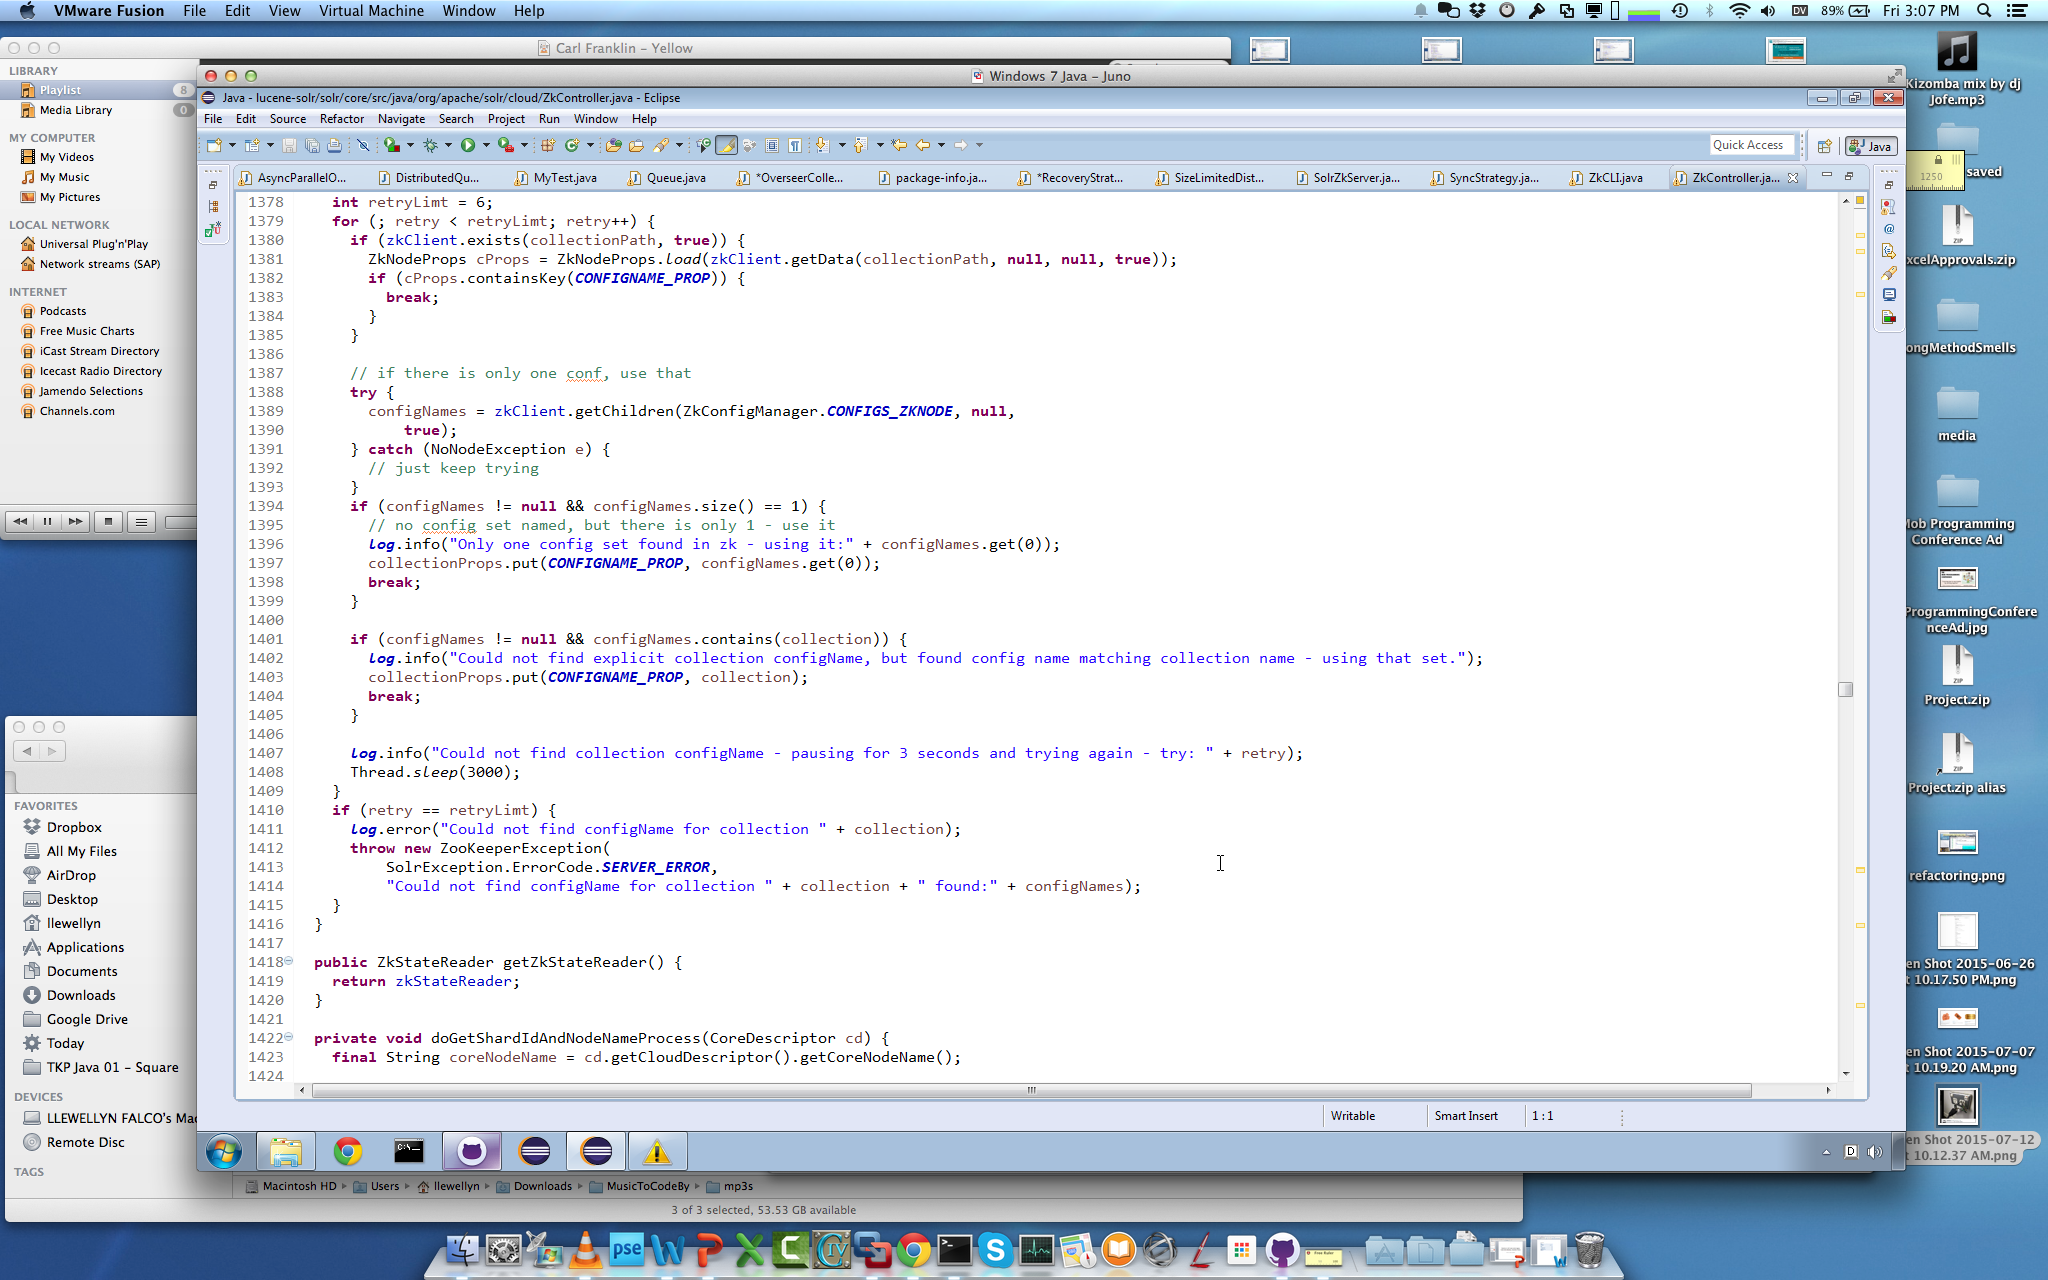 VMware Fusion File Edit View Virtual Machine Window Help
DV 89% Fri 3:07 PM
Carl Franklin – Yellow
LIBRARY
Playlist 8
Media Library 0
MY COMPUTER
My Videos
My Music
My Pictures
LOCAL NETWORK
Universal Plug'n'Play
Network streams (SAP)
INTERNET
Podcasts
Free Music Charts
iCast Stream Directory
Icecast Radio Directory
Jamendo Selections
Channels.com
FAVORITES
Dropbox
All My Files
AirDrop
Desktop
llewellyn
Applications
Documents
Downloads
Google Drive
Today
TKP Java 01 – Square
DEVICES
LLEWELLYN FALCO's Ma
Remote Disc
TAGS
Windows 7 Java – Juno
Java - lucene-solr/solr/core/src/java/org/apache/solr/cloud/ZkController.java - Eclipse
File Edit Source Refactor Navigate Search Project Run Window Help
Quick Access Java
AsyncParallelO... DistributedQu... MyTest.java Queue.java *OverseerColle... package-info.ja... *RecoveryStrat... SizeLimitedDist... SolrZkServer.ja... SyncStrategy.ja... ZkCLI.java ZkController.ja...
1378 int retryLimt = 6;
1379 for (; retry < retryLimt; retry++) {
1380 if (zkClient.exists(collectionPath, true)) {
1381 ZkNodeProps cProps = ZkNodeProps.load(zkClient.getData(collectionPath, null, null, true));
1382 if (cProps.containsKey(CONFIGNAME_PROP)) {
1383 break;
1384 }
1385 }
1386
1387 // if there is only one conf, use that
1388 try {
1389 configNames = zkClient.getChildren(ZkConfigManager.CONFIGS_ZKNODE, null,
1390 true);
1391 } catch (NoNodeException e) {
1392 // just keep trying
1393 }
1394 if (configNames != null && configNames.size() == 1) {
1395 // no config set named, but there is only 1 - use it
1396 log.info("Only one config set found in zk - using it:" + configNames.get(0));
1397 collectionProps.put(CONFIGNAME_PROP, configNames.get(0));
1398 break;
1399 }
1400
1401 if (configNames != null && configNames.contains(collection)) {
1402 log.info("Could not find explicit collection configName, but found config name matching collection name - using that set.");
1403 collectionProps.put(CONFIGNAME_PROP, collection);
1404 break;
1405 }
1406
1407 log.info("Could not find collection configName - pausing for 3 seconds and trying again - try: " + retry);
1408 Thread.sleep(3000);
1409 }
1410 if (retry == retryLimt) {
1411 log.error("Could not find configName for collection " + collection);
1412 throw new ZooKeeperException(
1413 SolrException.ErrorCode.SERVER_ERROR,
1414 "Could not find configName for collection " + collection + " found:" + configNames);
1415 }
1416 }
1417
1418 public ZkStateReader getZkStateReader() {
1419 return zkStateReader;
1420 }
1421
1422 private void doGetShardIdAndNodeNameProcess(CoreDescriptor cd) {
1423 final String coreNodeName = cd.getCloudDescriptor().getCoreNodeName();
1424
Writable Smart Insert 1 : 1
D
Macintosh HD Users llewellyn Downloads MusicToCodeBy mp3s
3 of 3 selected, 53.53 GB available
Kizomba mix by dj
Jofe.mp3
saved
1250
ZIP
xcelApprovals.zip
ongMethodSmells
media
Mob Programming
Conference Ad
ProgrammingConfere
nceAd.jpg
ZIP
Project.zip
ZIP
Project.zip alias
refactoring.png
en Shot 2015-06-26
t 10.17.50 PM.png
en Shot 2015-07-07
t 10.19.20 AM.png
en Shot 2015-07-12
t 10.12.37 AM.png
pse